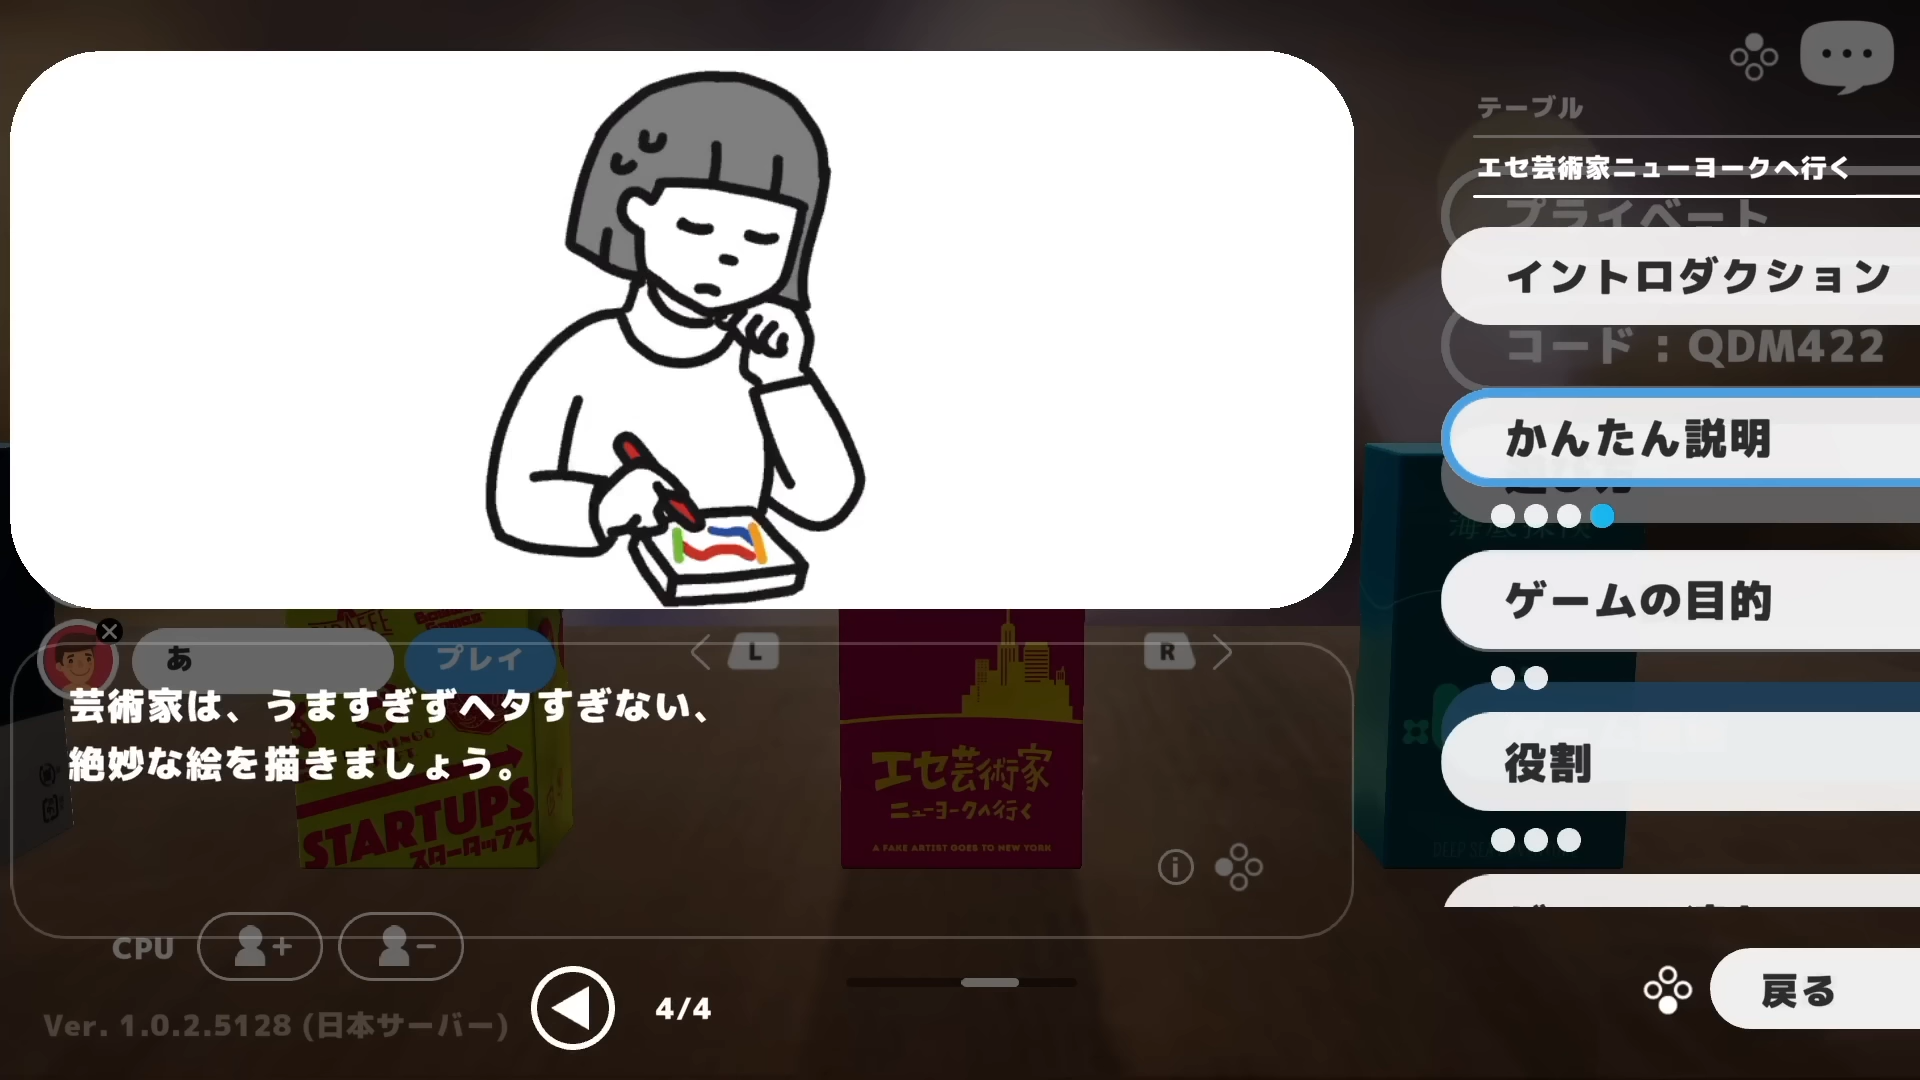 テーブル
エセ芸術家ニューヨークへ行く
プライベート
イントロダクション
コード:QDM422
かんたん説明
ゲームの目的
役割
戻る
あ
プレイ
L
R
芸術家は、うますぎずヘタすぎない、
絶妙な絵を描きましょう。
STARTUPS
スタータップス
エセ芸術家
ニューヨークへ行く
A FAKE ARTIST GOES TO NEW YORK
CPU
4/4
Ver. 1.0.2.5128 (日本サーバー)